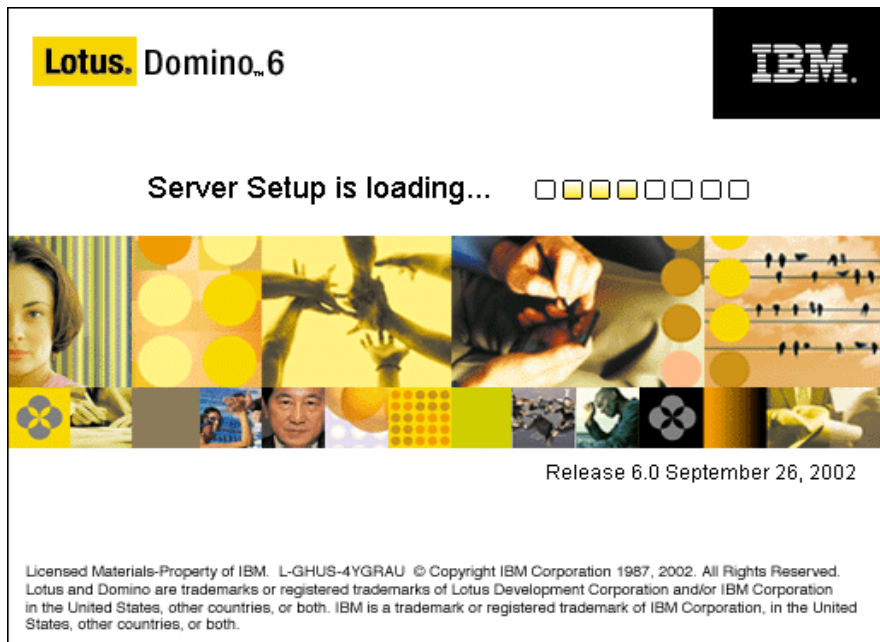 Lotus. Domino™ 6
IBM.
Server Setup is loading...
Release 6.0 September 26, 2002
Licensed Materials-Property of IBM. L-GHUS-4YGRAU © Copyright IBM Corporation 1987, 2002. All Rights Reserved.
Lotus and Domino are trademarks or registered trademarks of Lotus Development Corporation and/or IBM Corporation
in the United States, other countries, or both. IBM is a trademark or registered trademark of IBM Corporation, in the United
States, other countries, or both.